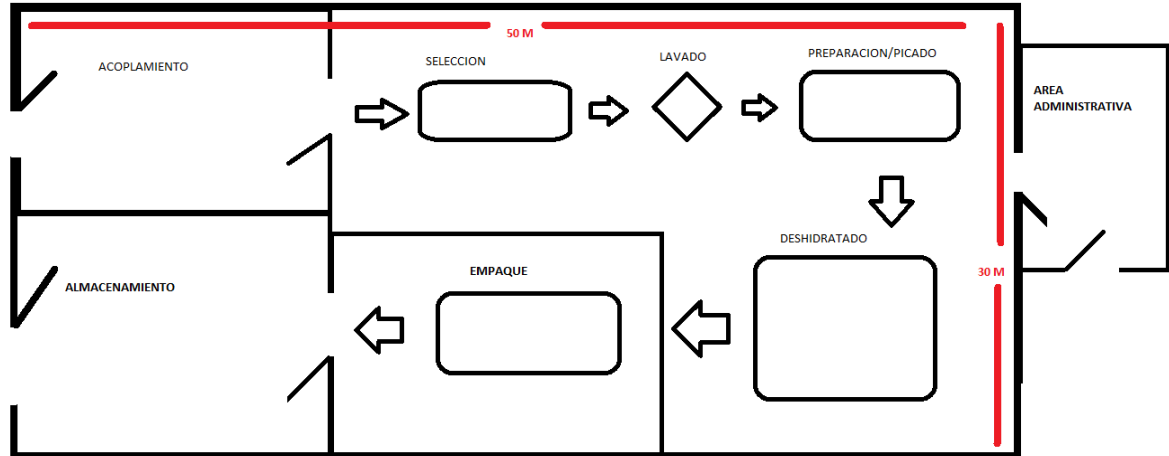 50 M
ACOPLAMIENTO
SELECCION
LAVADO
PREPARACION/PICADO
AREA
ADMINISTRATIVA
DESHIDRATADO
30 M
ALMACENAMIENTO
EMPAQUE